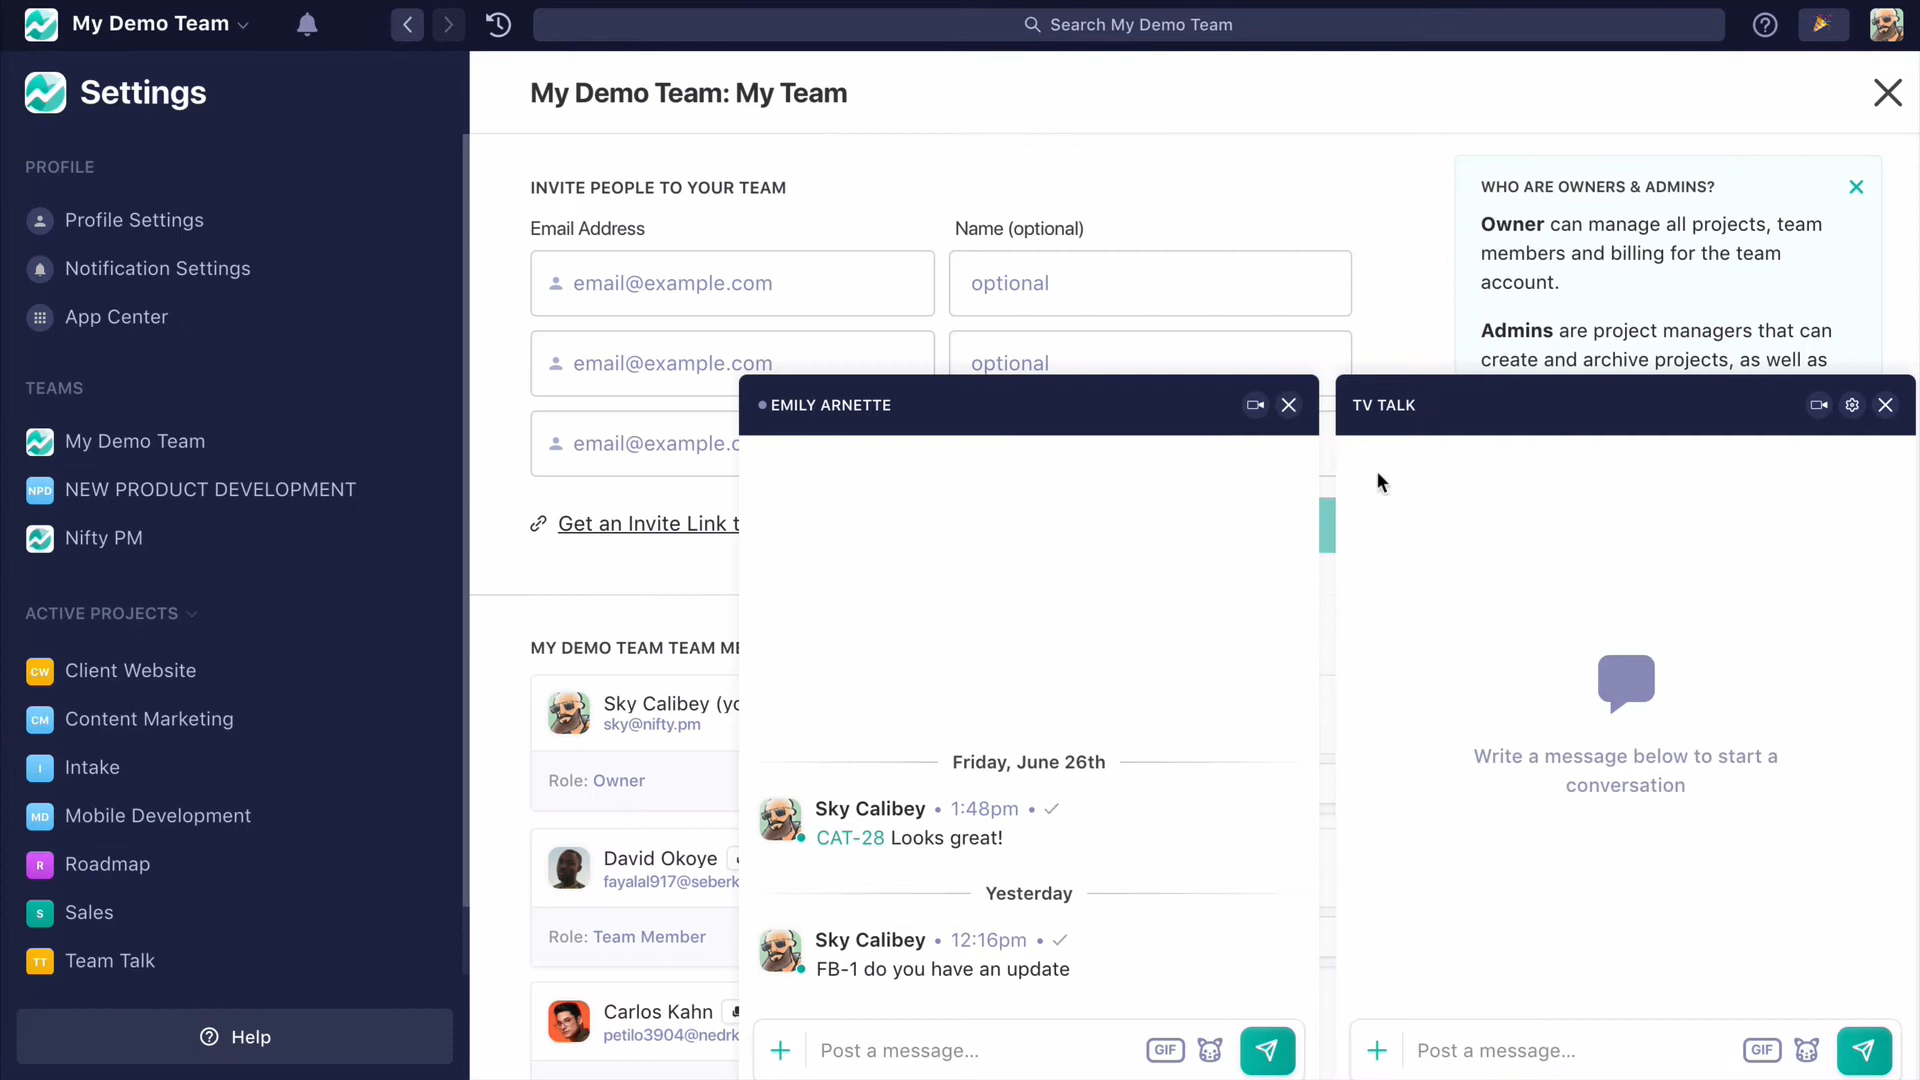 My Demo Team
Search My Demo Team
Settings
PROFILE
Profile Settings
Notification Settings
App Center
TEAMS
My Demo Team
NPD NEW PRODUCT DEVELOPMENT
Nifty PM
ACTIVE PROJECTS
CW Client Website
CM Content Marketing
I Intake
MD Mobile Development
R Roadmap
S Sales
TT Team Talk
Help
My Demo Team: My Team
INVITE PEOPLE TO YOUR TEAM
Email Address
Name (optional)
email@example.com
optional
email@example.com
optional
email@example.c
Get an Invite Link t
WHO ARE OWNERS & ADMINS?
Owner can manage all projects, team
members and billing for the team
account.
Admins are project managers that can
create and archive projects, as well as
MY DEMO TEAM TEAM ME
Sky Calibey (yo
sky@nifty.pm
Role: Owner
David Okoye
fayalal917@seberk
Role: Team Member
Carlos Kahn
petilo3904@nedrk
EMILY ARNETTE
Friday, June 26th
Sky Calibey • 1:48pm •
CAT-28 Looks great!
Yesterday
Sky Calibey • 12:16pm •
FB-1 do you have an update
Post a message...
GIF
TV TALK
Write a message below to start a
conversation
Post a message...
GIF